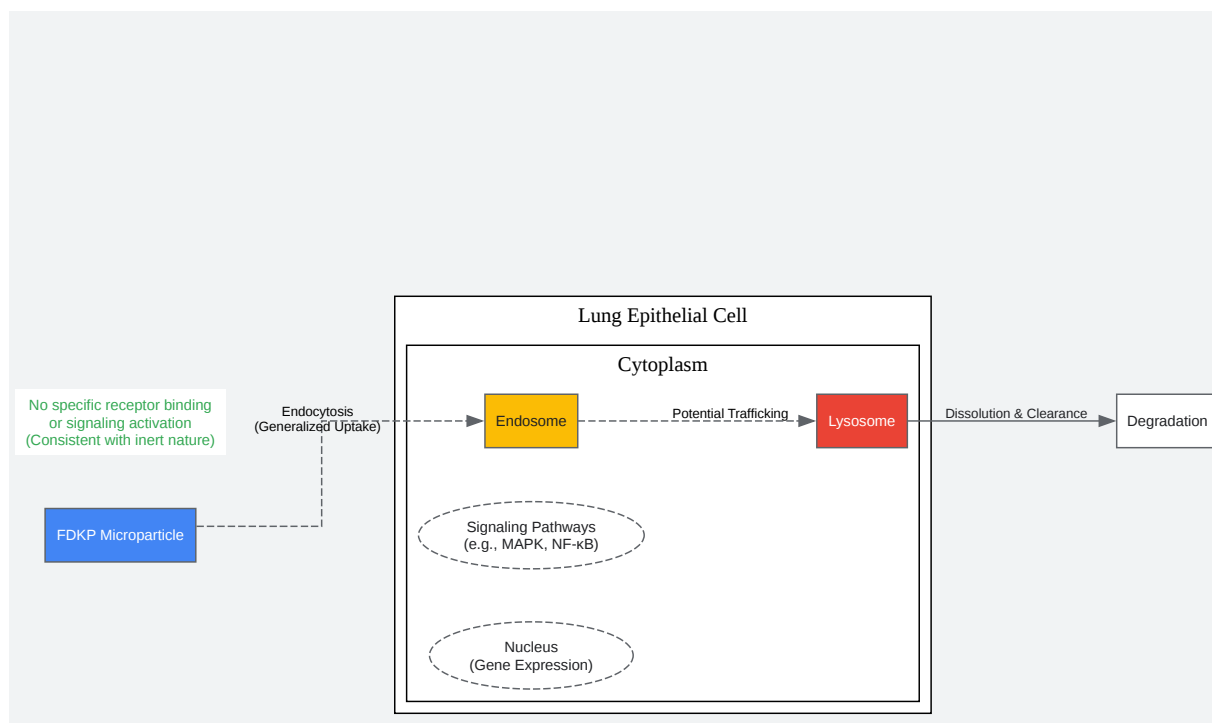 Lung Epithelial Cell
Cytoplasm
No specific receptor binding
or signaling activation
(Consistent with inert nature)
Endocytosis
(Generalized Uptake)
Endosome
Potential Trafficking
Lysosome
Dissolution & Clearance
Degradation
FDKP Microparticle
Signaling Pathways
(e.g., MAPK, NF-κB)
Nucleus
(Gene Expression)